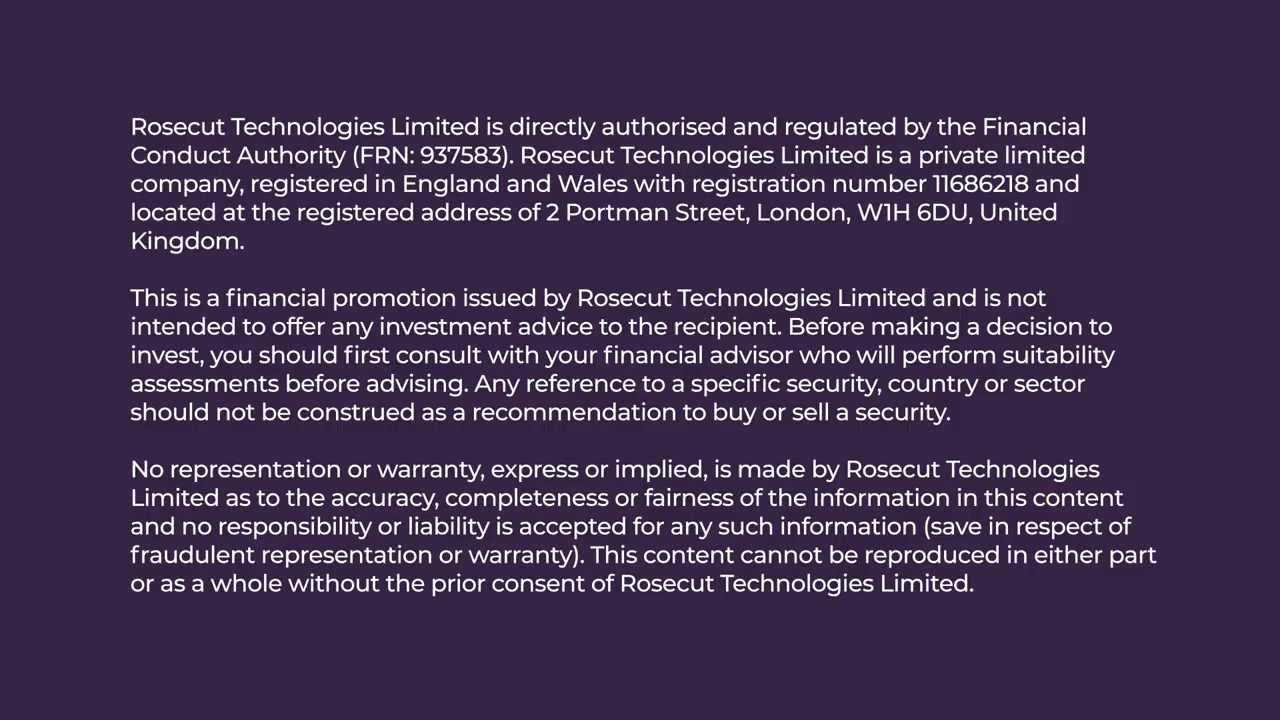 Rosecut Technologies Limited is directly authorised and regulated by the Financial
Conduct Authority (FRN: 937583). Rosecut Technologies Limited is a private limited
company, registered in England and Wales with registration number 11686218 and
located at the registered address of 2 Portman Street, London, W1H 6DU, United
Kingdom.
This is a financial promotion issued by Rosecut Technologies Limited and is not
intended to offer any investment advice to the recipient. Before making a decision to
invest, you should first consult with your financial advisor who will perform suitability
assessments before advising. Any reference to a specific security, country or sector
should not be construed as a recommendation to buy or sell a security.
No representation or warranty, express or implied, is made by Rosecut Technologies
Limited as to the accuracy, completeness or fairness of the information in this content
and no responsibility or liability is accepted for any such information (save in respect of
fraudulent representation or warranty). This content cannot be reproduced in either part
or as a whole without the prior consent of Rosecut Technologies Limited.